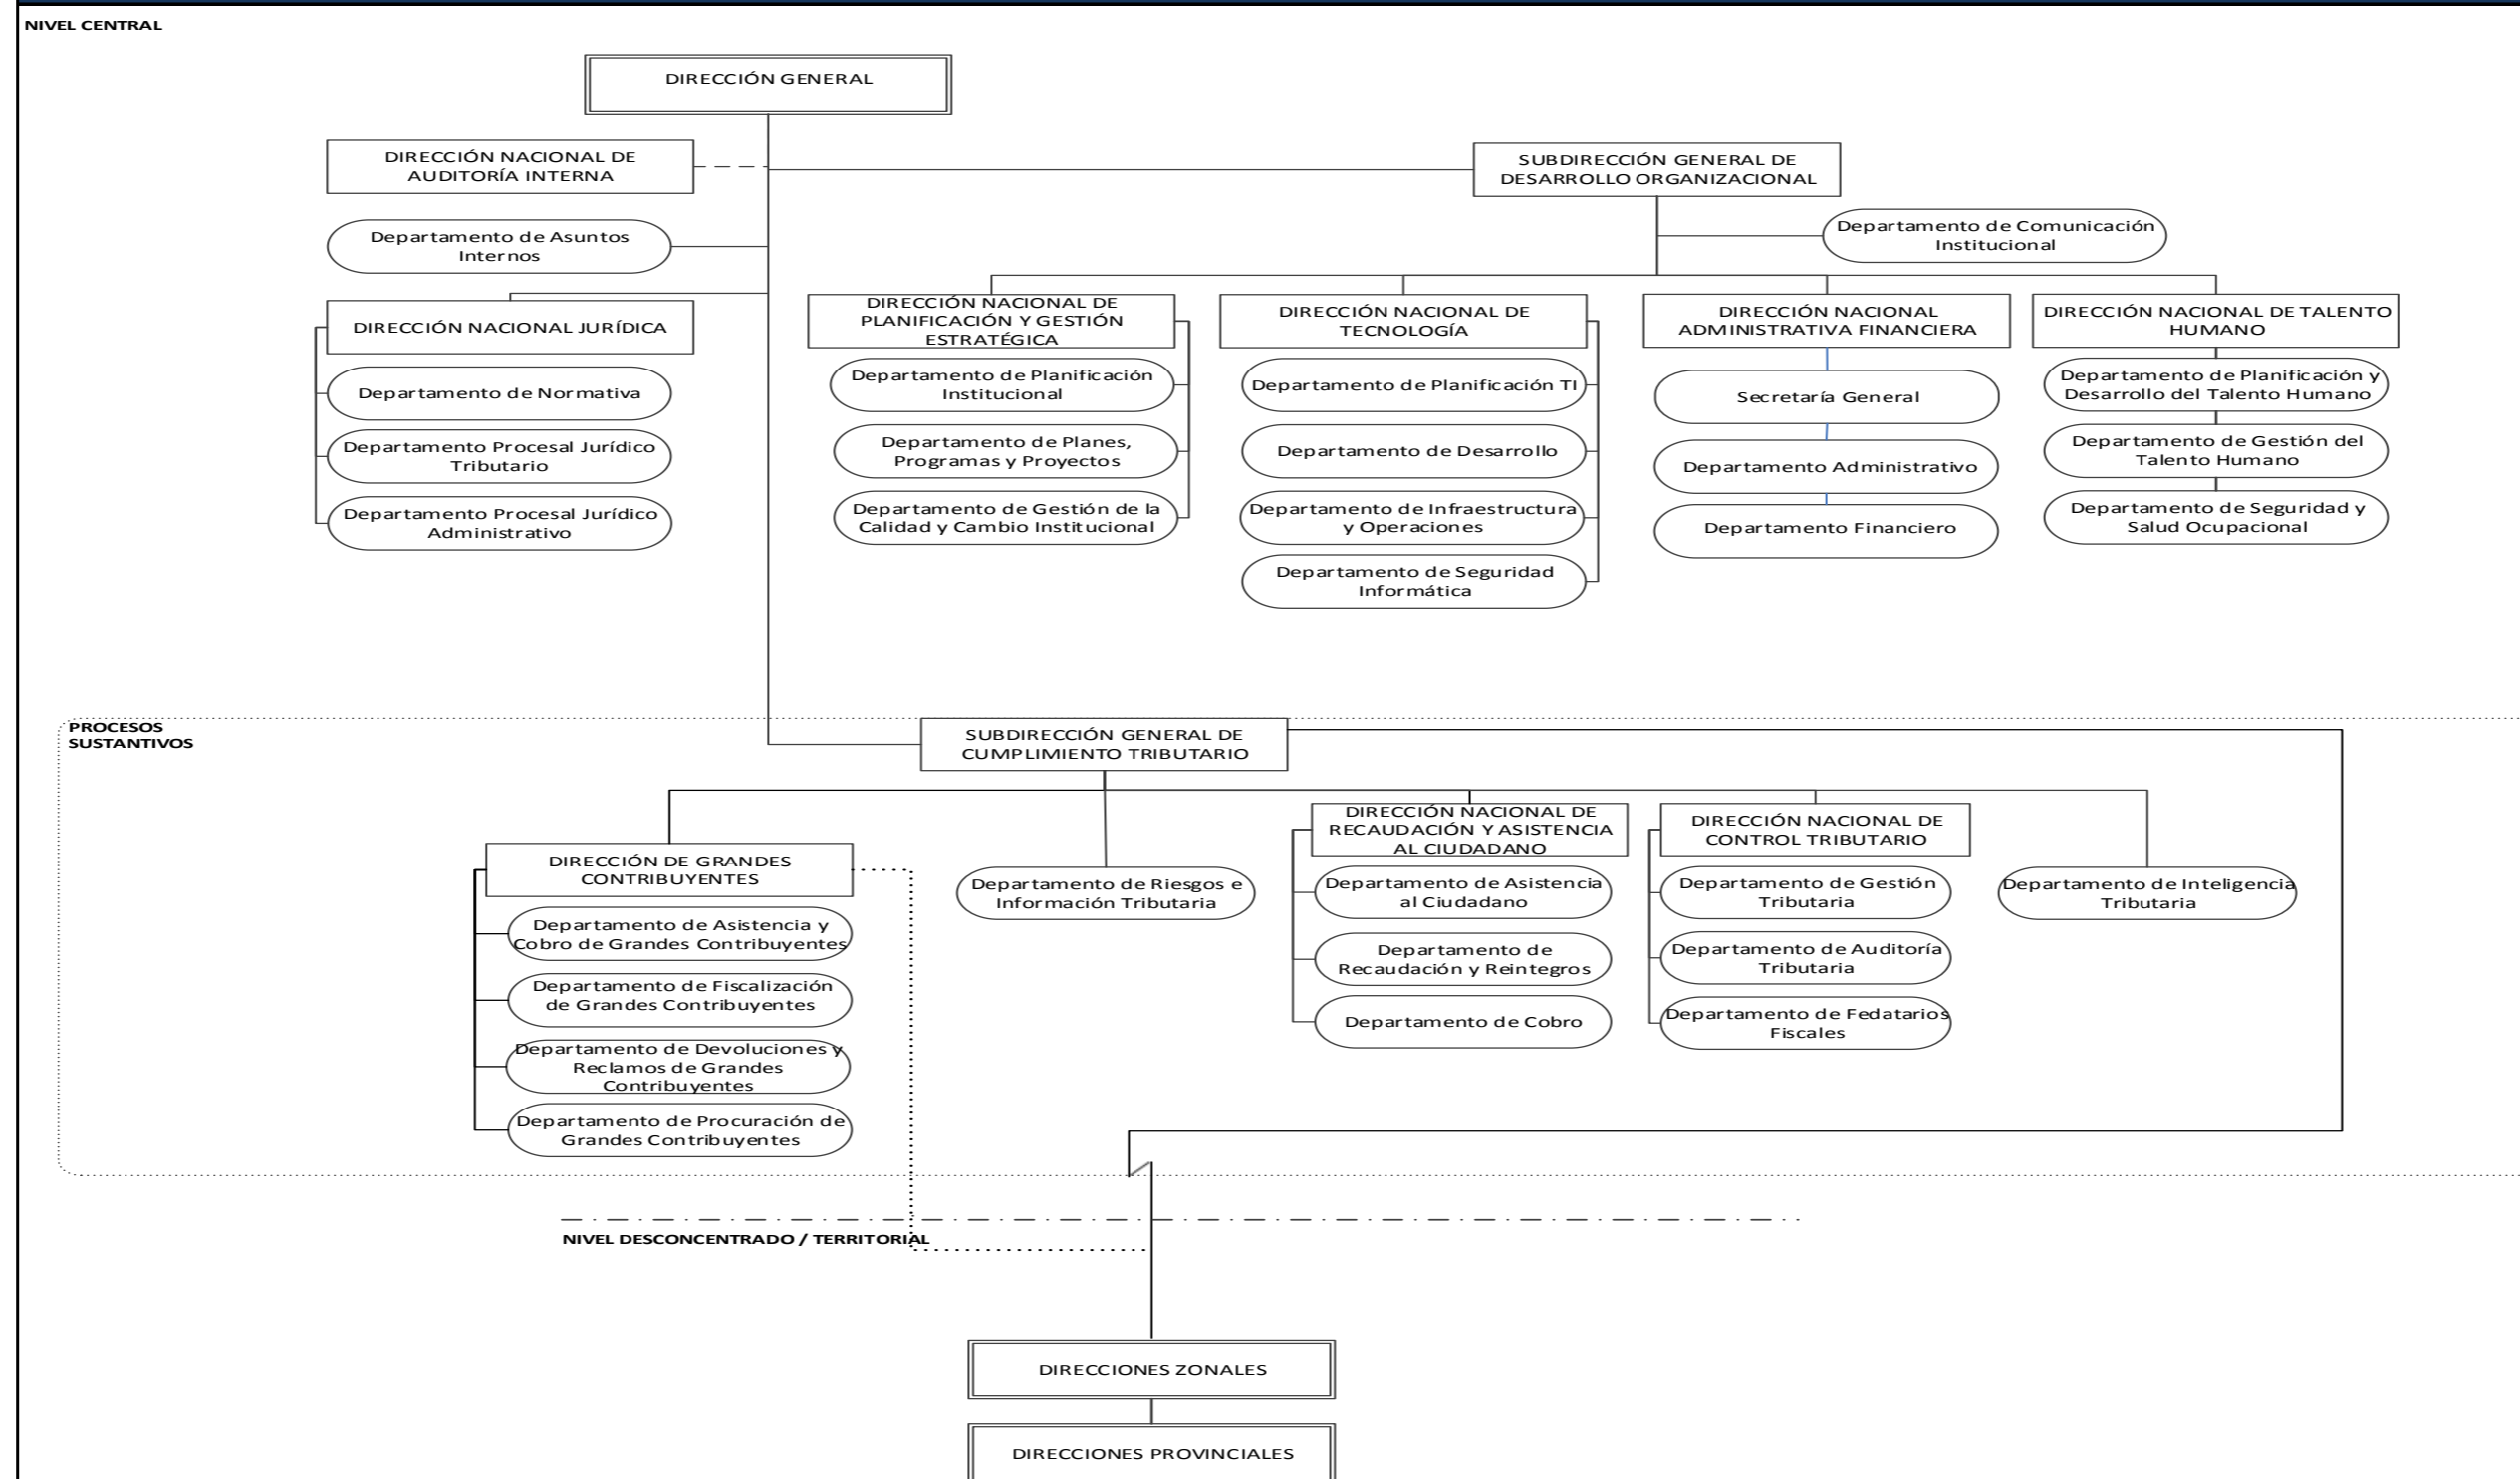 NIVEL CENTRAL
DIRECCIÓN GENERAL
DIRECCIÓN NACIONAL DE
AUDITORÍA INTERNA
SUBDIRECCIÓN GENERAL DE
DESARROLLO ORGANIZACIONAL
Departamento de Asuntos
Internos
Departamento de Comunicación
Institucional
DIRECCIÓN NACIONAL JURÍDICA
Departamento de Normativa
Departamento Procesal Jurídico
Tributario
Departamento Procesal Jurídico
Administrativo
DIRECCIÓN NACIONAL DE
PLANIFICACIÓN Y GESTIÓN
ESTRATÉGICA
Departamento de Planificación
Institucional
Departamento de Planes,
Programas y Proyectos
Departamento de Gestión de la
Calidad y Cambio Institucional
DIRECCIÓN NACIONAL DE
TECNOLOGÍA
Departamento de Planificación TI
Departamento de Desarrollo
Departamento de Infraestructura
y Operaciones
Departamento de Seguridad
Informática
DIRECCIÓN NACIONAL
ADMINISTRATIVA FINANCIERA
Secretaría General
Departamento Administrativo
Departamento Financiero
DIRECCIÓN NACIONAL DE TALENTO
HUMANO
Departamento de Planificación y
Desarrollo del Talento Humano
Departamento de Gestión del
Talento Humano
Departamento de Seguridad y
Salud Ocupacional
PROCESOS
SUSTANTIVOS
SUBDIRECCIÓN GENERAL DE
CUMPLIMIENTO TRIBUTARIO
DIRECCIÓN DE GRANDES
CONTRIBUYENTES
Departamento de Asistencia y
Cobro de Grandes Contribuyentes
Departamento de Fiscalización
de Grandes Contribuyentes
Departamento de Devoluciones y
Reclamos de Grandes
Contribuyentes
Departamento de Procuración de
Grandes Contribuyentes
Departamento de Riesgos e
Información Tributaria
DIRECCIÓN NACIONAL DE
RECAUDACIÓN Y ASISTENCIA
AL CIUDADANO
Departamento de Asistencia
al Ciudadano
Departamento de
Recaudación y Reintegros
Departamento de Cobro
DIRECCIÓN NACIONAL DE
CONTROL TRIBUTARIO
Departamento de Gestión
Tributaria
Departamento de Auditoría
Tributaria
Departamento de Fedatarios
Fiscales
Departamento de Inteligencia
Tributaria
NIVEL DESCONCENTRADO / TERRITORIAL
DIRECCIONES ZONALES
DIRECCIONES PROVINCIALES